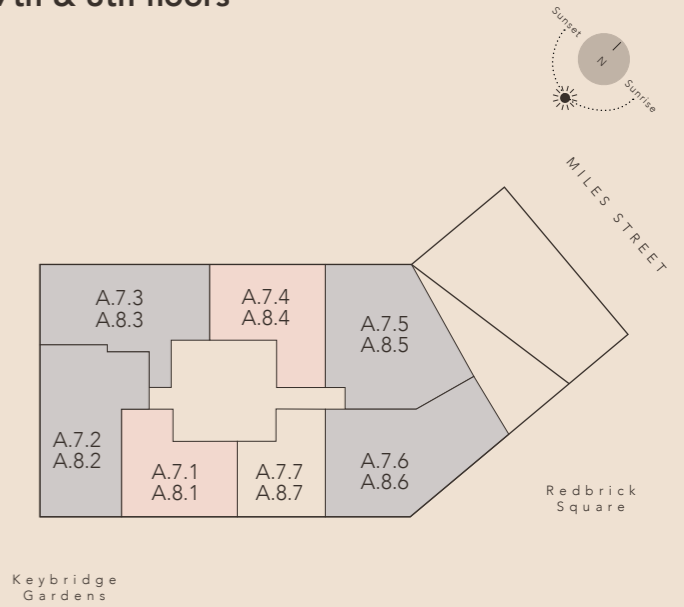 7th & 8th floors
Sunset
N
Sunrise
MILES STREET
A.7.3
A.8.3
A.7.4
A.8.4
A.7.5
A.8.5
A.7.2
A.8.2
A.7.1
A.8.1
A.7.7
A.8.7
A.7.6
A.8.6
Redbrick
Square
Keybridge
Gardens